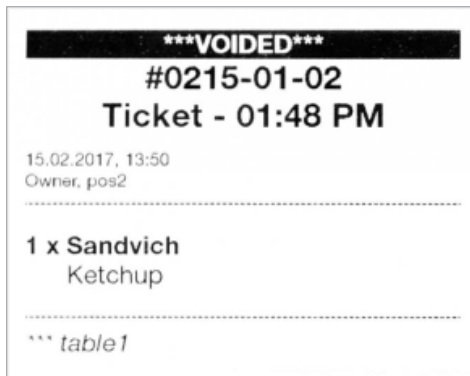 ***VOIDED***
#0215-01-02
Ticket - 01:48 PM
15.02.2017, 13:50
Owner, pos2
1 x Sandvich
Ketchup
*** table1